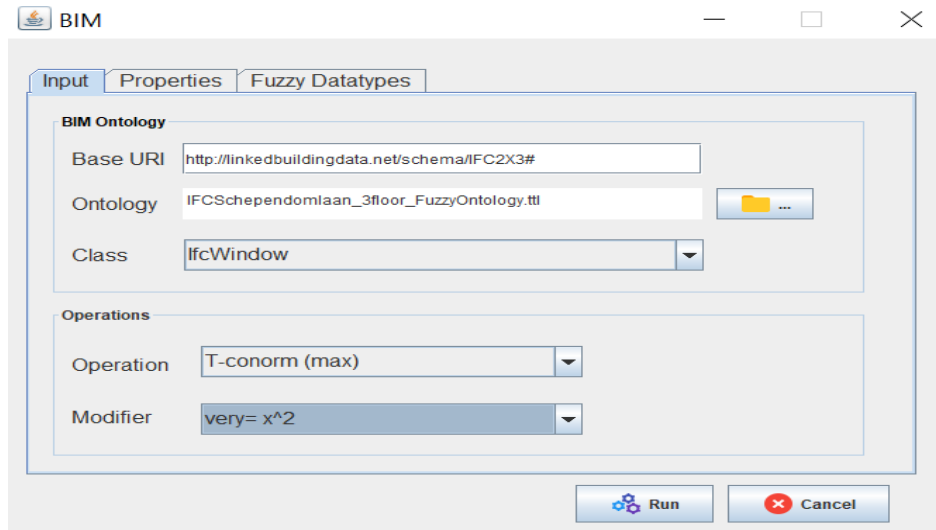 BIM
Input Properties Fuzzy Datatypes
BIM Ontology
Base URI http://linkedbuildingdata.net/schema/IFC2X3#
Ontology IFCSchependomlaan_3floor_FuzzyOntology.ttl ...
Class IfcWindow
Operations
Operation T-conorm (max)
Modifier very= x^2
Run Cancel